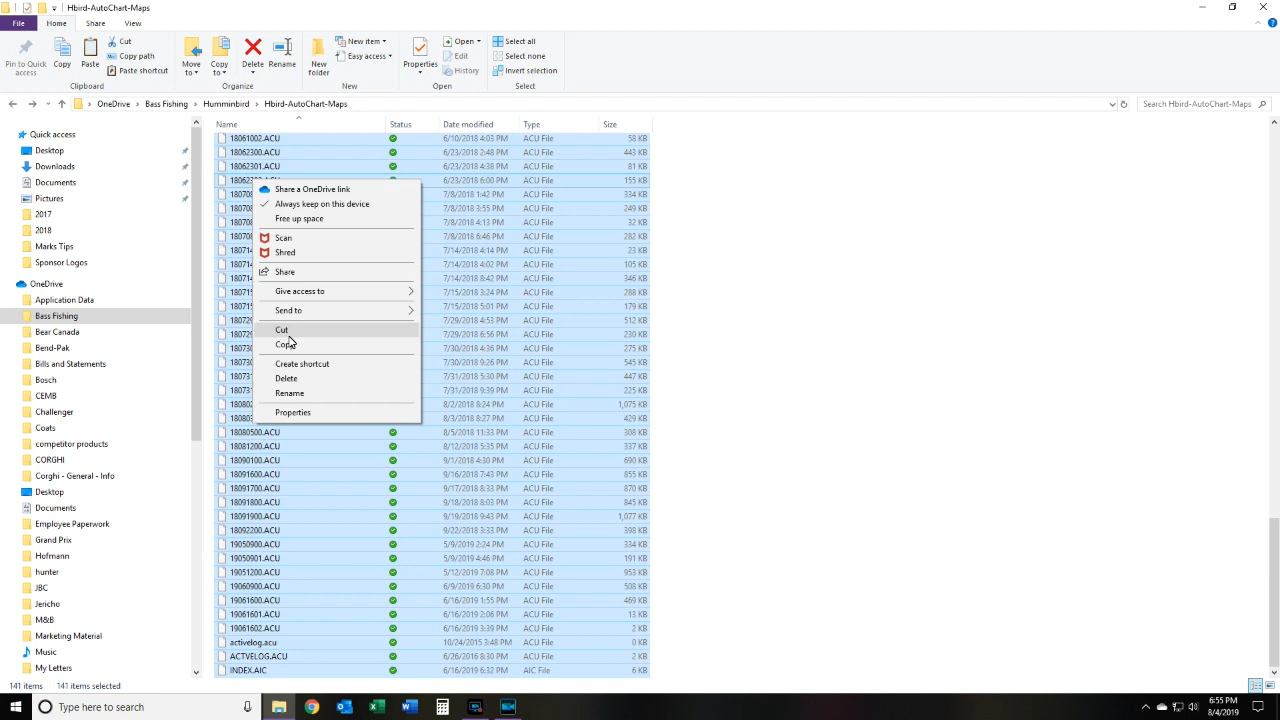 Hbird-AutoChart-Maps
File Home Share View
Pin to Quick access
Copy
Paste
Cut
Copy path
Paste shortcut
Clipboard
Move to
Copy to
Delete
Rename
Organize
New folder
New item
Easy access
New
Properties
Open
Edit
History
Open
Select all
Select none
Invert selection
Select
OneDrive > Bass Fishing > Humminbird > Hbird-AutoChart-Maps
Search Hbird-AutoChart-Maps
Quick access
Desktop
Downloads
Documents
Pictures
2017
2018
Marks Tips
Sponsor Logos
OneDrive
Application Data
Bass Fishing
Bear Canada
Bend-Pak
Bills and Statements
Bosch
CEMB
Challenger
Coats
competitor products
CORGHI
Corghi - General - Info
Desktop
Documents
Employee Paperwork
Grand Prix
Hofmann
hunter
JBC
Jericho
M&B
Marketing Material
Music
My Letters
Name Status Date modified Type Size
18061002.ACU 6/10/2018 4:03 PM ACU File 58 KB
18062300.ACU 6/23/2018 2:48 PM ACU File 443 KB
18062301.ACU 6/23/2018 4:38 PM ACU File 81 KB
6/23/2018 6:00 PM ACU File 155 KB
18070 7/8/2018 1:42 PM ACU File 334 KB
18070 7/8/2018 3:55 PM ACU File 249 KB
18070 7/8/2018 4:13 PM ACU File 32 KB
18070 7/8/2018 6:46 PM ACU File 282 KB
18071 7/14/2018 4:14 PM ACU File 23 KB
18071 7/14/2018 4:02 PM ACU File 105 KB
18071 7/14/2018 8:42 PM ACU File 346 KB
18071 7/15/2018 3:24 PM ACU File 288 KB
18071 7/15/2018 5:01 PM ACU File 179 KB
18072 7/29/2018 4:53 PM ACU File 512 KB
18072 7/29/2018 6:56 PM ACU File 230 KB
18073 7/30/2018 4:36 PM ACU File 275 KB
18073 7/30/2018 9:26 PM ACU File 545 KB
18073 7/31/2018 5:30 PM ACU File 447 KB
18073 7/31/2018 9:39 PM ACU File 225 KB
18080 8/2/2018 8:24 PM ACU File 1,075 KB
18080 8/3/2018 8:27 PM ACU File 429 KB
18080500.ACU 8/5/2018 11:33 PM ACU File 308 KB
18081200.ACU 8/12/2018 5:35 PM ACU File 337 KB
18090100.ACU 9/1/2018 4:30 PM ACU File 690 KB
18091600.ACU 9/16/2018 7:43 PM ACU File 855 KB
18091700.ACU 9/17/2018 8:33 PM ACU File 870 KB
18091800.ACU 9/18/2018 8:03 PM ACU File 845 KB
18091900.ACU 9/19/2018 9:43 PM ACU File 1,077 KB
18092200.ACU 9/22/2018 3:33 PM ACU File 398 KB
19050900.ACU 5/9/2019 2:24 PM ACU File 334 KB
19050901.ACU 5/9/2019 4:46 PM ACU File 191 KB
19051200.ACU 5/12/2019 7:08 PM ACU File 953 KB
19060900.ACU 6/9/2019 6:30 PM ACU File 508 KB
19061600.ACU 6/16/2019 1:55 PM ACU File 469 KB
19061601.ACU 6/16/2019 2:06 PM ACU File 13 KB
19061602.ACU 6/16/2019 6:32 PM ACU File 2 KB
activelog.acu 10/24/2015 3:48 PM ACU File 0 KB
ACTVELOG.ACU 6/26/2016 8:30 PM ACU File 2 KB
INDEX.AIC 6/16/2019 6:32 PM AIC File 6 KB
Share a OneDrive link
Always keep on this device
Free up space
Scan
Shred
Share
Give access to
Send to
Cut
Copy
Create shortcut
Delete
Rename
Properties
141 items 141 items selected
Type here to search
6:55 PM
8/4/2019